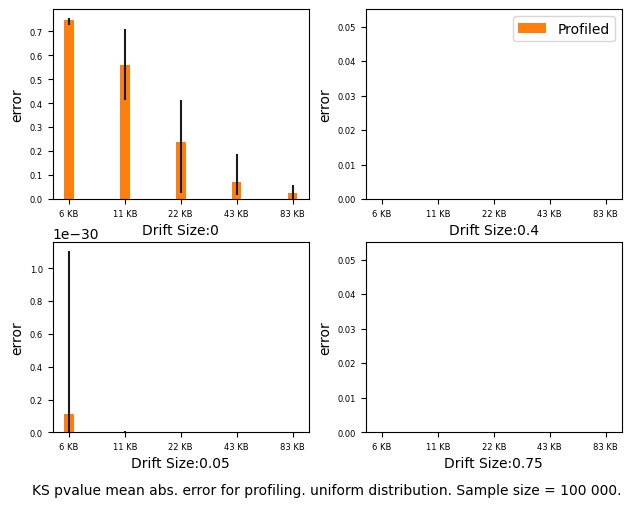 0.7
0.6
0.5
0.4
0.3
0.2
0.1
0.0
error
6 KB 11 KB 22 KB 43 KB 83 KB
Drift Size:0
0.05
0.04
0.03
0.02
0.01
0.00
error
Profiled
6 KB 11 KB 22 KB 43 KB 83 KB
Drift Size:0.4
1e−30
1.0
0.8
0.6
0.4
0.2
0.0
error
6 KB 11 KB 22 KB 43 KB 83 KB
Drift Size:0.05
0.05
0.04
0.03
0.02
0.01
0.00
error
6 KB 11 KB 22 KB 43 KB 83 KB
Drift Size:0.75
KS pvalue mean abs. error for profiling. uniform distribution. Sample size = 100 000.